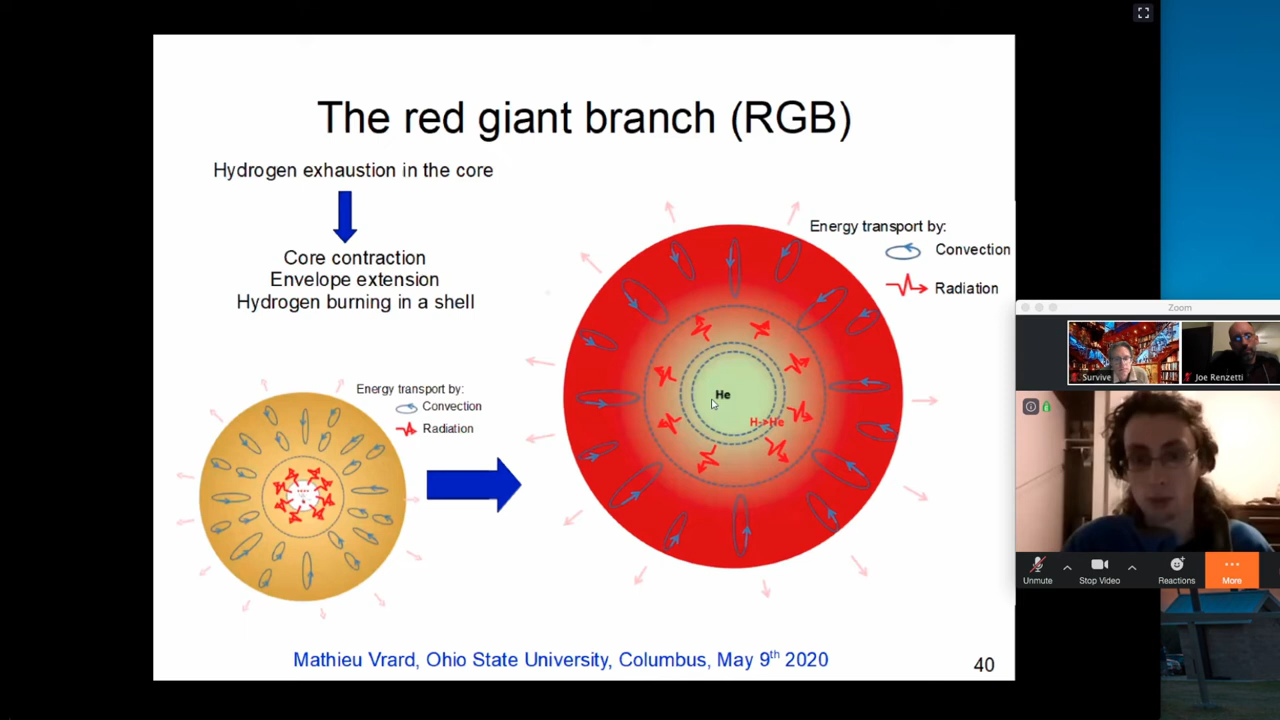 The red giant branch (RGB)
Hydrogen exhaustion in the core
Core contraction
Envelope extension
Hydrogen burning in a shell
Energy transport by:
Convection
Radiation
Energy transport by:
Convection
Radiation
He
H->He
Mathieu Vrard, Ohio State University, Columbus, May 9th 2020
40
Zoom
Survive
Joe Renzetti
Unmute
Stop Video
Reactions
More